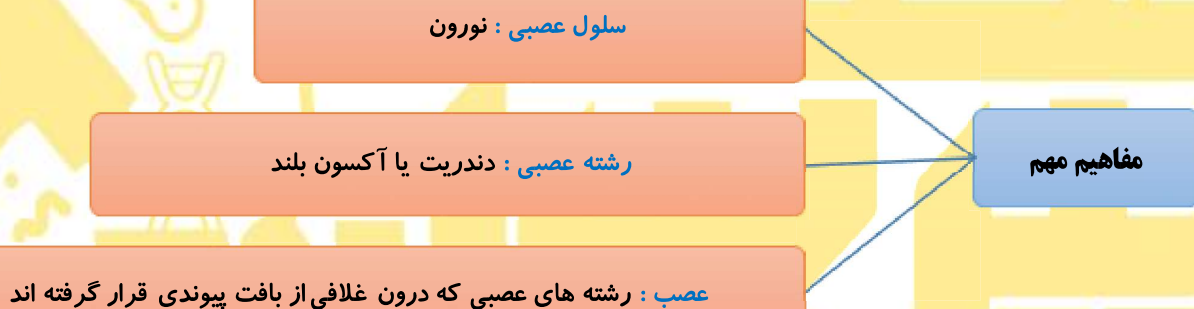 سلول عصبی : نورون
رشته عصبی : دندریت یا آکسون بلند
مفاهیم مهم
عصب : رشته های عصبی که درون غلافی از بافت پیوندی قرار گرفته اند